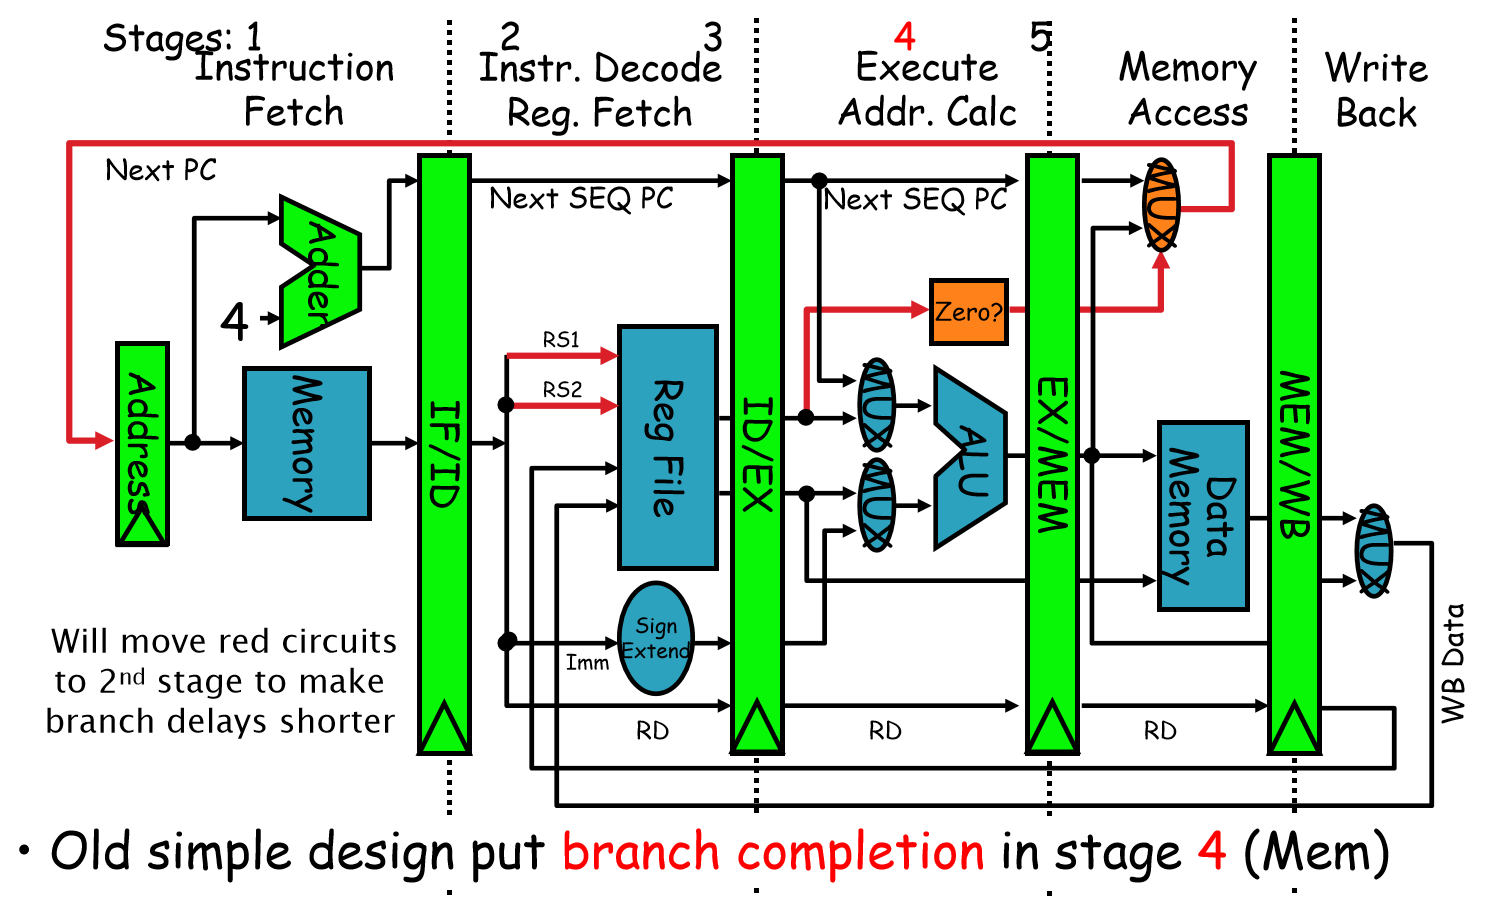 Stages: 1 2 3 4 5
Instruction Fetch
Instr. Decode Reg. Fetch
Execute Addr. Calc
Memory Access
Write Back
Next PC
Next SEQ PC
Next SEQ PC
MUX
Adder
4
Zero?
RS1
RS2
Address
Memory
IF/ID
Reg File
ID/EX
MUX
MUX
ALU
EX/MEM
Data Memory
MEM/WB
MUX
Sign Extend
Imm
RD
RD
RD
WB Data
Will move red circuits
to 2nd stage to make
branch delays shorter
• Old simple design put branch completion in stage 4 (Mem)